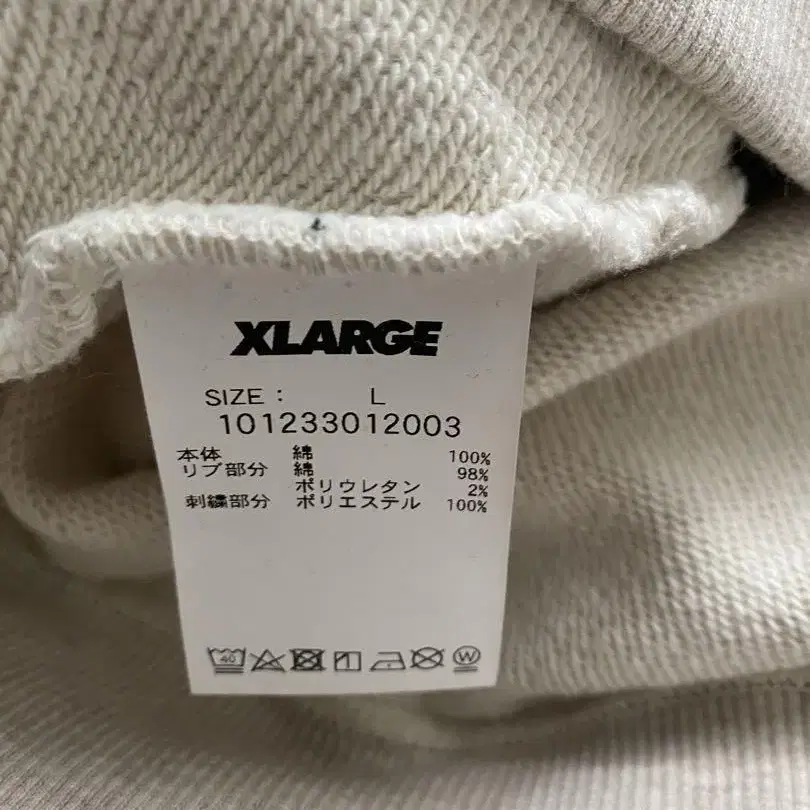 XLARGE
SIZE : L
101233012003
本体 綿 100%
リブ部分 綿 98%
ポリウレタン 2%
刺繍部分 ポリエステル 100%
40 W